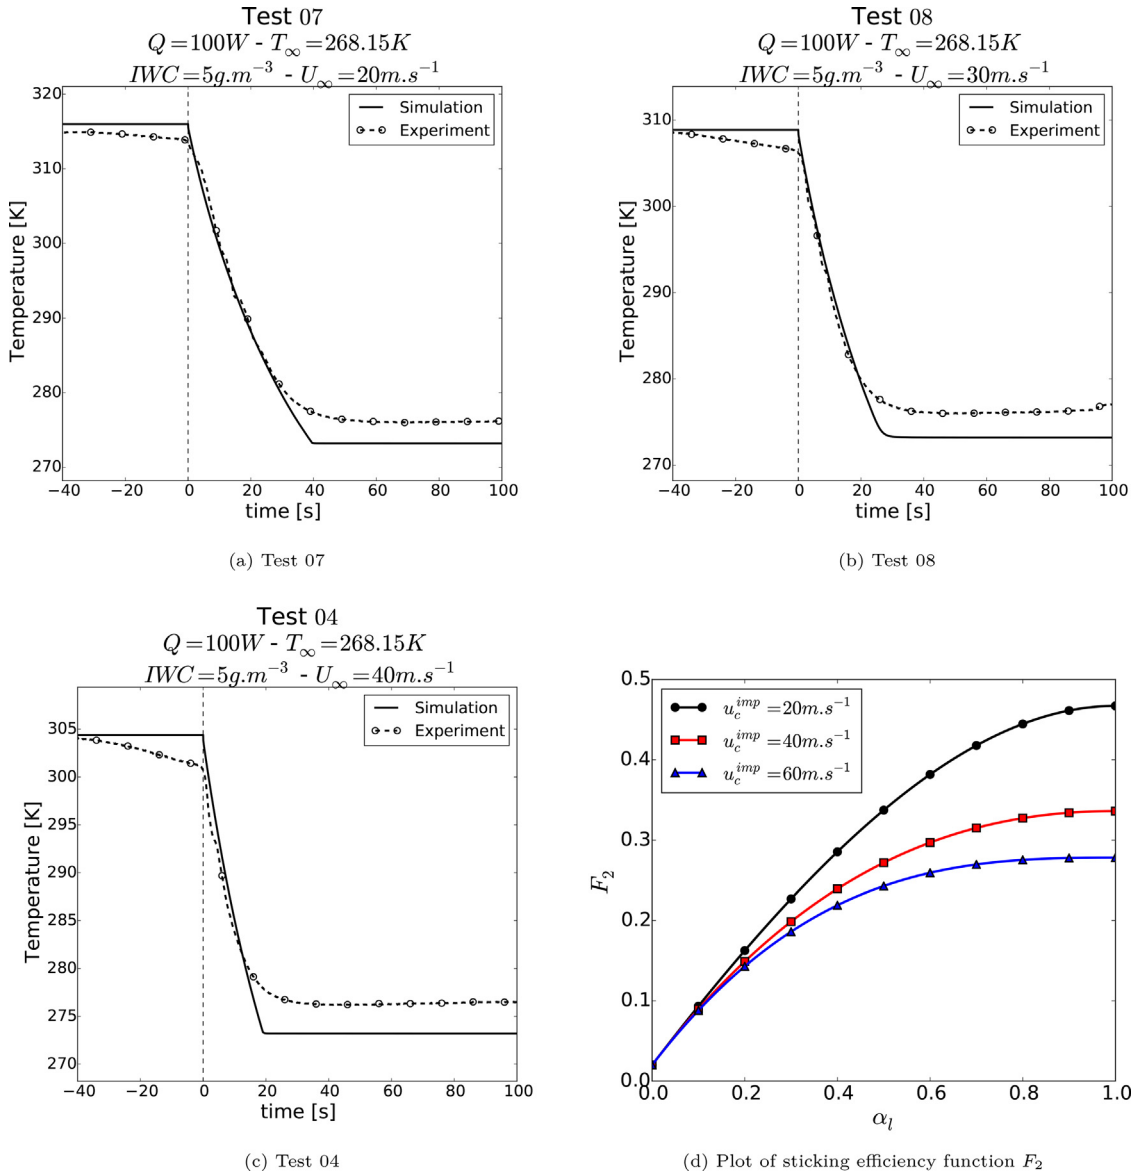 Test 07
Q=100W - T∞=268.15K
IWC=5g.m⁻³ - U∞=20m.s⁻¹
Simulation
Experiment
320
310
300
290
280
270
Temperature [K]
−40 −20 0 20 40 60 80 100
time [s]
(a) Test 07
Test 08
Q=100W - T∞=268.15K
IWC=5g.m⁻³ - U∞=30m.s⁻¹
Simulation
Experiment
310
300
290
280
270
Temperature [K]
−40 −20 0 20 40 60 80 100
time [s]
(b) Test 08
Test 04
Q=100W - T∞=268.15K
IWC=5g.m⁻³ - U∞=40m.s⁻¹
Simulation
Experiment
305
300
295
290
285
280
275
270
Temperature [K]
−40 −20 0 20 40 60 80 100
time [s]
(c) Test 04
u_c^{imp}=20m.s⁻¹
u_c^{imp}=40m.s⁻¹
u_c^{imp}=60m.s⁻¹
0.5
0.4
0.3
0.2
0.1
0.0
F₂
0.0 0.2 0.4 0.6 0.8 1.0
α_l
(d) Plot of sticking efficiency function F₂